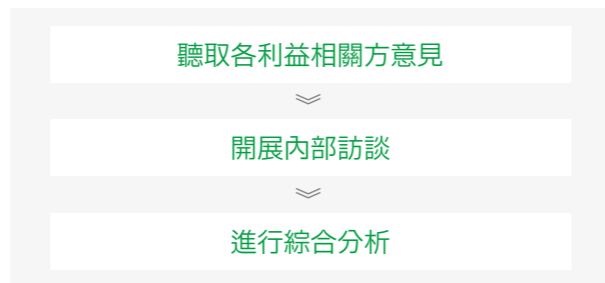 聽取各利益相關方意見
開展內部訪談
進行綜合分析